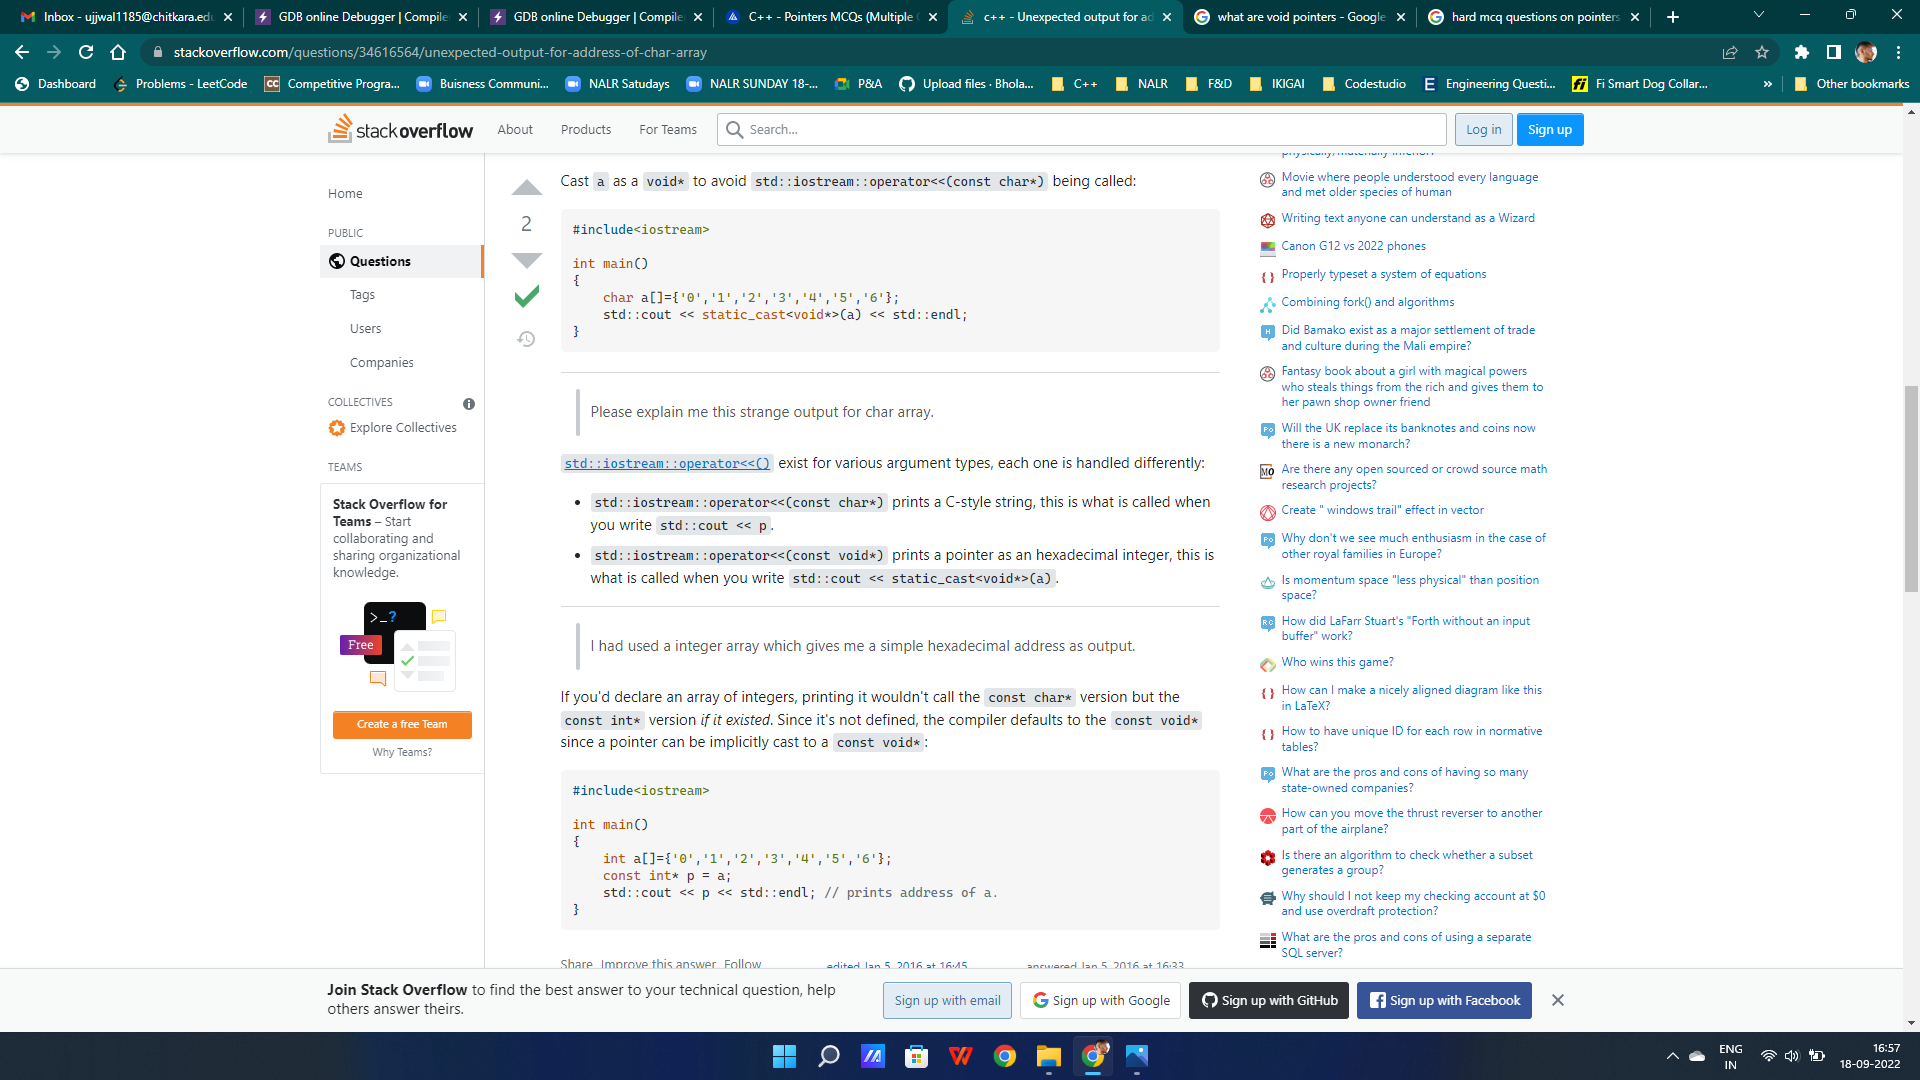 Inbox - ujjwal1185@chitkara.edu
GDB online Debugger | Compile
GDB online Debugger | Compile
C++ - Pointers MCQs (Multiple
c++ - Unexpected output for ad
what are void pointers - Google
hard mcq questions on pointers
stackoverflow.com/questions/34616564/unexpected-output-for-address-of-char-array
Dashboard
Problems - LeetCode
Competitive Progra...
Buisness Communi...
NALR Satudays
NALR SUNDAY 18-...
P&A
Upload files · Bhola...
C++
NALR
F&D
IKIGAI
Codestudio
Engineering Questi...
Fi Smart Dog Collar...
»
Other bookmarks
stackoverflow
About
Products
For Teams
Search...
Log in
Sign up
Home
PUBLIC
Questions
Tags
Users
Companies
COLLECTIVES
Explore Collectives
TEAMS
Stack Overflow for
Teams – Start
collaborating and
sharing organizational
knowledge.
>_?
Free
Create a free Team
Why Teams?
2
Cast a as a void* to avoid std::iostream::operator<<(const char*) being called:
#include<iostream>
int main()
{
char a[]={'0','1','2','3','4','5','6'};
std::cout << static_cast<void*>(a) << std::endl;
}
Please explain me this strange output for char array.
std::iostream::operator<<() exist for various argument types, each one is handled differently:
• std::iostream::operator<<(const char*) prints a C-style string, this is what is called when
you write std::cout << p.
• std::iostream::operator<<(const void*) prints a pointer as an hexadecimal integer, this is
what is called when you write std::cout << static_cast<void*>(a).
I had used a integer array which gives me a simple hexadecimal address as output.
If you'd declare an array of integers, printing it wouldn't call the const char* version but the
const int* version if it existed. Since it's not defined, the compiler defaults to the const void*
since a pointer can be implicitly cast to a const void*:
#include<iostream>
int main()
{
int a[]={'0','1','2','3','4','5','6'};
const int* p = a;
std::cout << p << std::endl; // prints address of a.
}
Share Improve this answer Follow
edited Jan 5, 2016 at 16:45
answered Jan 5, 2016 at 16:33
physically/materially inferior?
Movie where people understood every language
and met older species of human
Writing text anyone can understand as a Wizard
Canon G12 vs 2022 phones
Properly typeset a system of equations
Combining fork() and algorithms
Did Bamako exist as a major settlement of trade
and culture during the Mali empire?
Fantasy book about a girl with magical powers
who steals things from the rich and gives them to
her pawn shop owner friend
Will the UK replace its banknotes and coins now
there is a new monarch?
Are there any open sourced or crowd source math
research projects?
Create " windows trail" effect in vector
Why don't we see much enthusiasm in the case of
other royal families in Europe?
Is momentum space "less physical" than position
space?
How did LaFarr Stuart's "Forth without an input
buffer" work?
Who wins this game?
How can I make a nicely aligned diagram like this
in LaTeX?
How to have unique ID for each row in normative
tables?
What are the pros and cons of having so many
state-owned companies?
How can you move the thrust reverser to another
part of the airplane?
Is there an algorithm to check whether a subset
generates a group?
Why should I not keep my checking account at $0
and use overdraft protection?
What are the pros and cons of using a separate
SQL server?
Join Stack Overflow to find the best answer to your technical question, help
others answer theirs.
Sign up with email
Sign up with Google
Sign up with GitHub
Sign up with Facebook
ENG
IN
16:57
18-09-2022